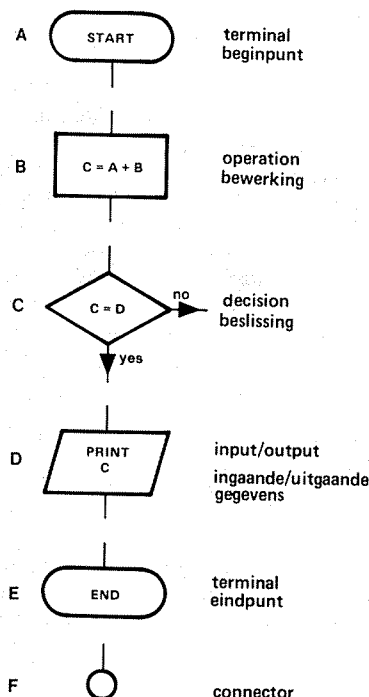 A
START
terminal
beginpunt
B
C = A + B
operation
bewerking
C
C = D
no
decision
beslissing
yes
D
PRINT
C
input/output
ingaande/uitgaande
gegevens
E
END
terminal
eindpunt
F
connector